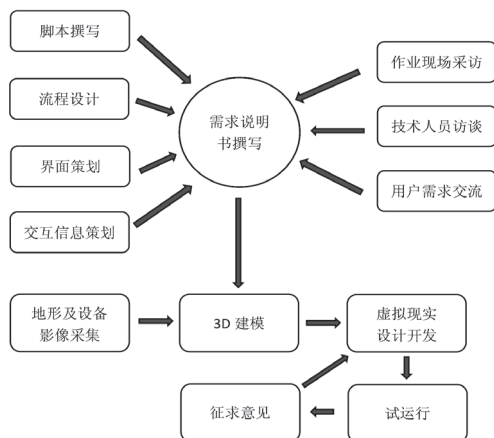 脚本撰写
流程设计
界面策划
交互信息策划
需求说明
书撰写
作业现场采访
技术人员访谈
用户需求交流
地形及设备
影像采集
3D 建模
虚拟现实
设计开发
征求意见
试运行